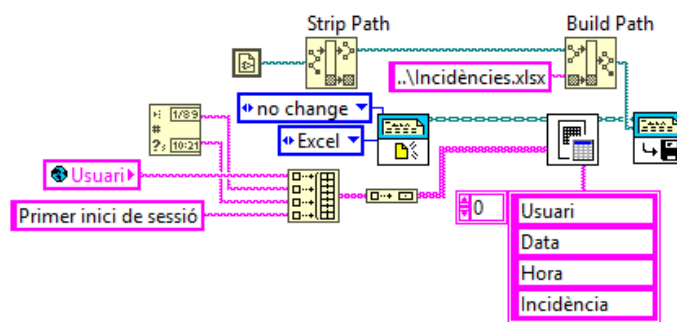 Strip Path
Build Path
..\Incidències.xlsx
no change
Excel
1/89
#
10:21
Usuari
Primer inici de sessió
0
Usuari
Data
Hora
Incidència